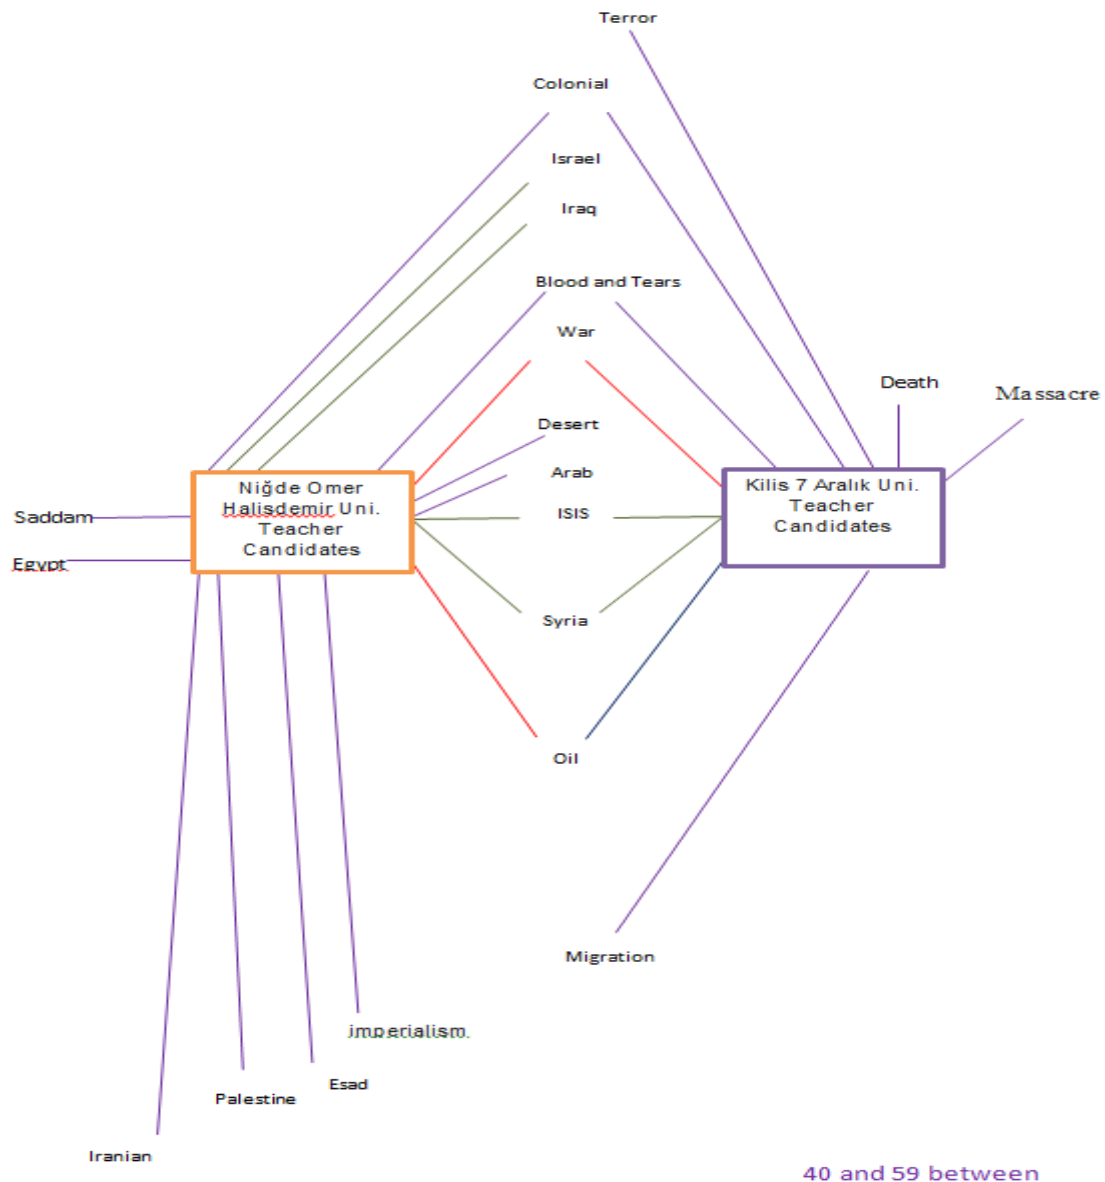 Terror
Colonial
Israel
Iraq
Blood and Tears
War
Death
Massacre
Desert
Arab
ISIS
Niğde Omer
Halisdemir Uni.
Teacher
Candidates
Kilis 7 Aralık Uni.
Teacher
Candidates
Saddam
Egypt
Syria
Oil
Migration
imperialism.
Esad
Palestine
Iranian
40 and 59 between